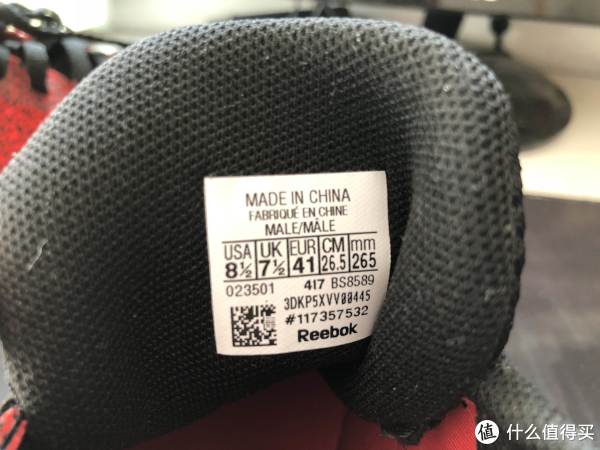 MADE IN CHINA
FABRIQUÉ EN CHINE
MALE/MÂLE
USA UK EUR CM mm
8½ 7½ 41 26.5 265
023501 417 BS8589
3DKP5XVV00445
#117357532
Reebok
值 什么值得买